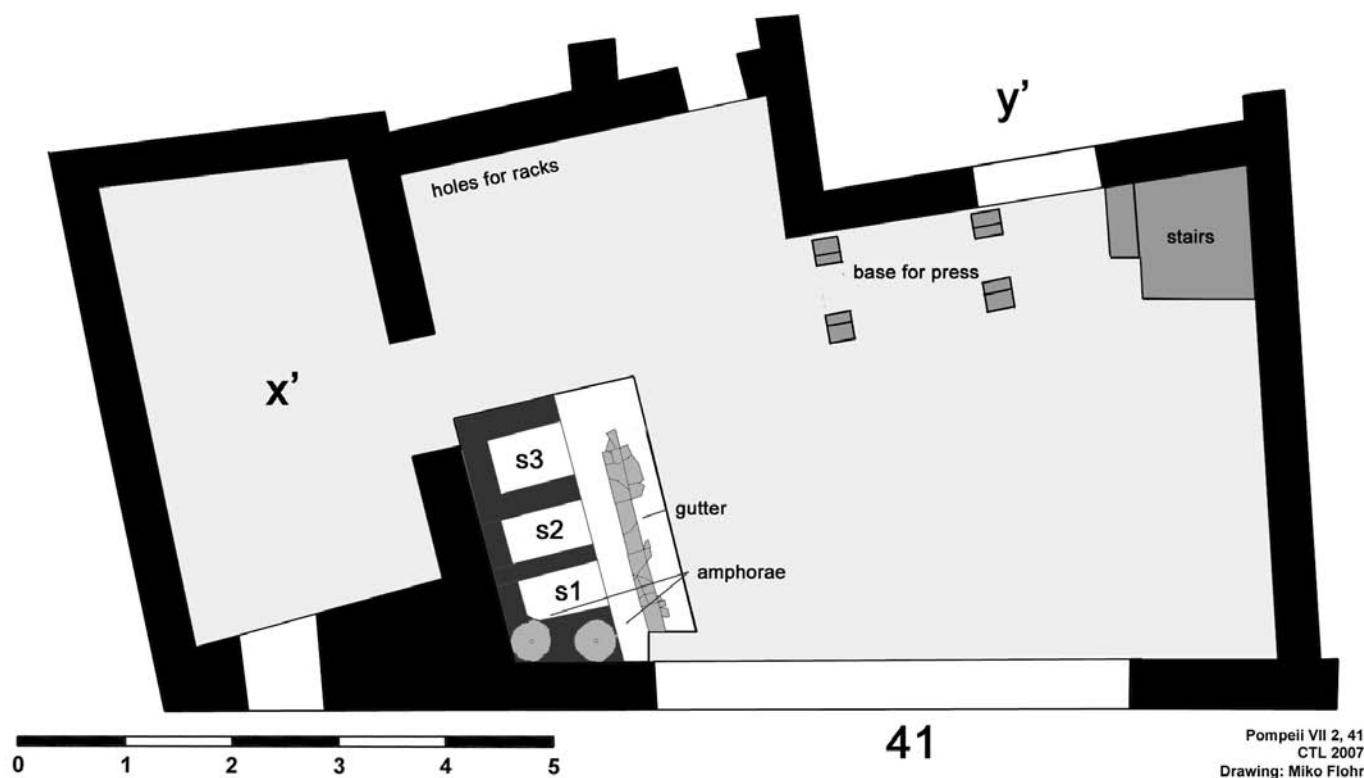 y’
holes for racks
stairs
base for press
x’
s3
gutter
s2
amphorae
s1
41
0 1 2 3 4 5
Pompeii VII 2, 41
CTL 2007
Drawing: Miko Flohr